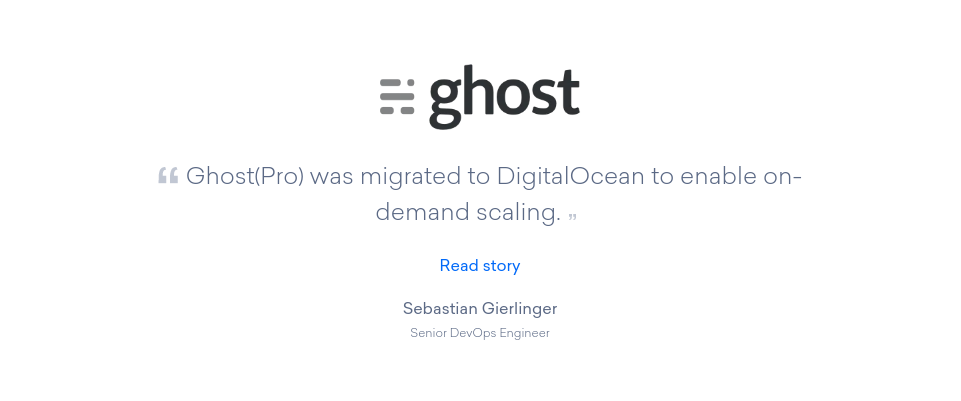 ghost
“ Ghost(Pro) was migrated to DigitalOcean to enable on-
demand scaling. ”
Read story
Sebastian Gierlinger
Senior DevOps Engineer